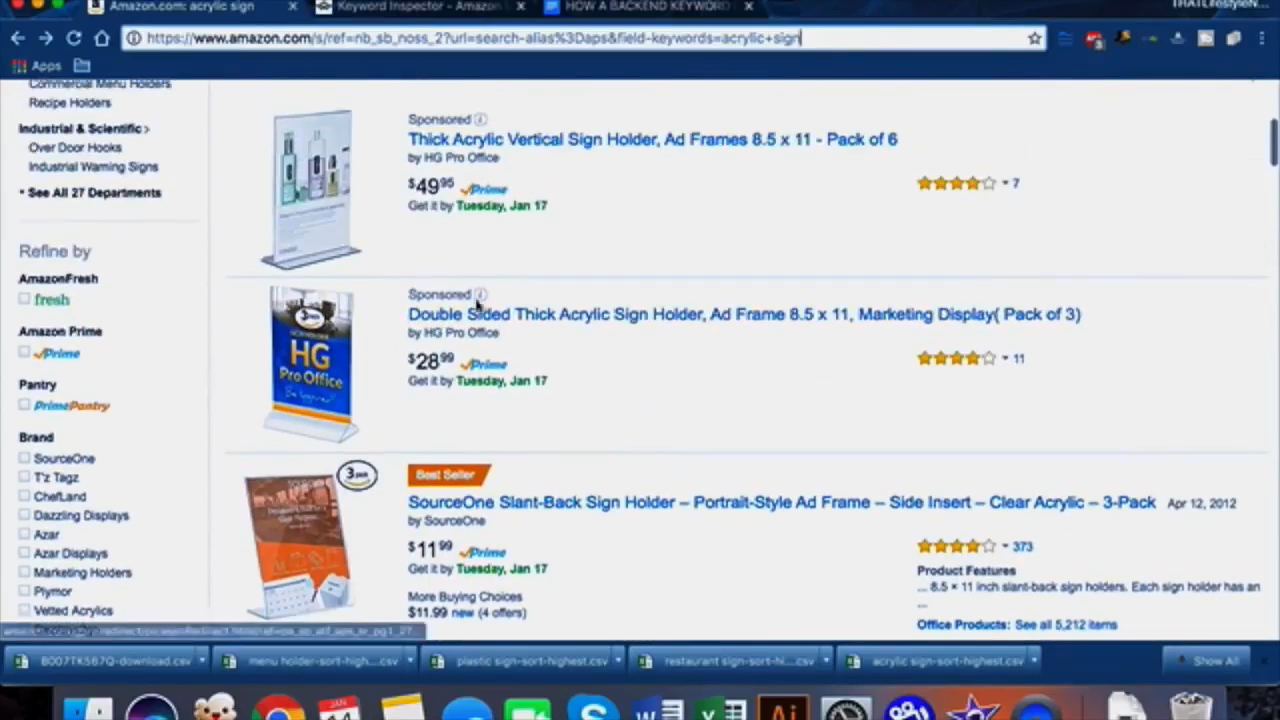 Amazon.com: acrylic sign
Keyword Inspector - Amazon
HOW A BACKEND KEYWORD
THATLifestyleN...
https://www.amazon.com/s/ref=nb_sb_noss_2?url=search-alias%3Daps&field-keywords=acrylic+sign
Apps
Commercial Menu Holders
Recipe Holders
Industrial & Scientific >
Over Door Hooks
Industrial Warning Signs
See All 27 Departments
Refine by
AmazonFresh
fresh
Amazon Prime
Prime
Pantry
PrimePantry
Brand
SourceOne
T'z Tagz
ChefLand
Dazzling Displays
Azar
Azar Displays
Marketing Holders
Plymor
Vetted Acrylics
Sponsored
Thick Acrylic Vertical Sign Holder, Ad Frames 8.5 x 11 - Pack of 6
by HG Pro Office
$49.95 Prime
Get it by Tuesday, Jan 17
7
Sponsored
Double Sided Thick Acrylic Sign Holder, Ad Frame 8.5 x 11, Marketing Display( Pack of 3)
by HG Pro Office
$28.99 Prime
Get it by Tuesday, Jan 17
11
HG
Pro Office
3 pack
Best Seller
SourceOne Slant-Back Sign Holder – Portrait-Style Ad Frame – Side Insert – Clear Acrylic – 3-Pack Apr 12, 2012
by SourceOne
$11.99 Prime
Get it by Tuesday, Jan 17
More Buying Choices
$11.99 new (4 offers)
373
Product Features
... 8.5 x 11 inch slant-back sign holders. Each sign holder has an
...
Office Products: See all 5,212 items
B007TK567Q-download.csv
menu holder-sort-high....csv
plastic sign-sort-highest.csv
restaurant sign-sort-hi....csv
acrylic sign-sort-highest.csv
Show All
JAN